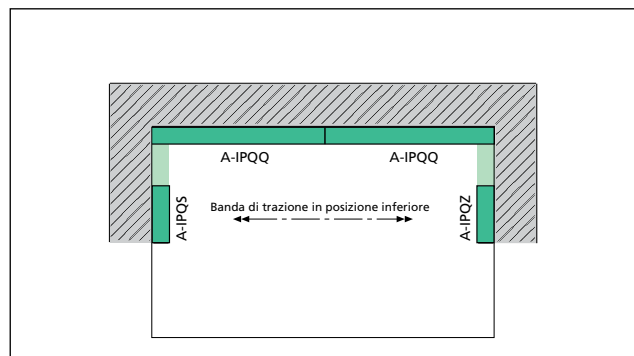 A-IPQQ
A-IPQQ
A-IPQS
Banda di trazione in posizione inferiore
A-IPQZ